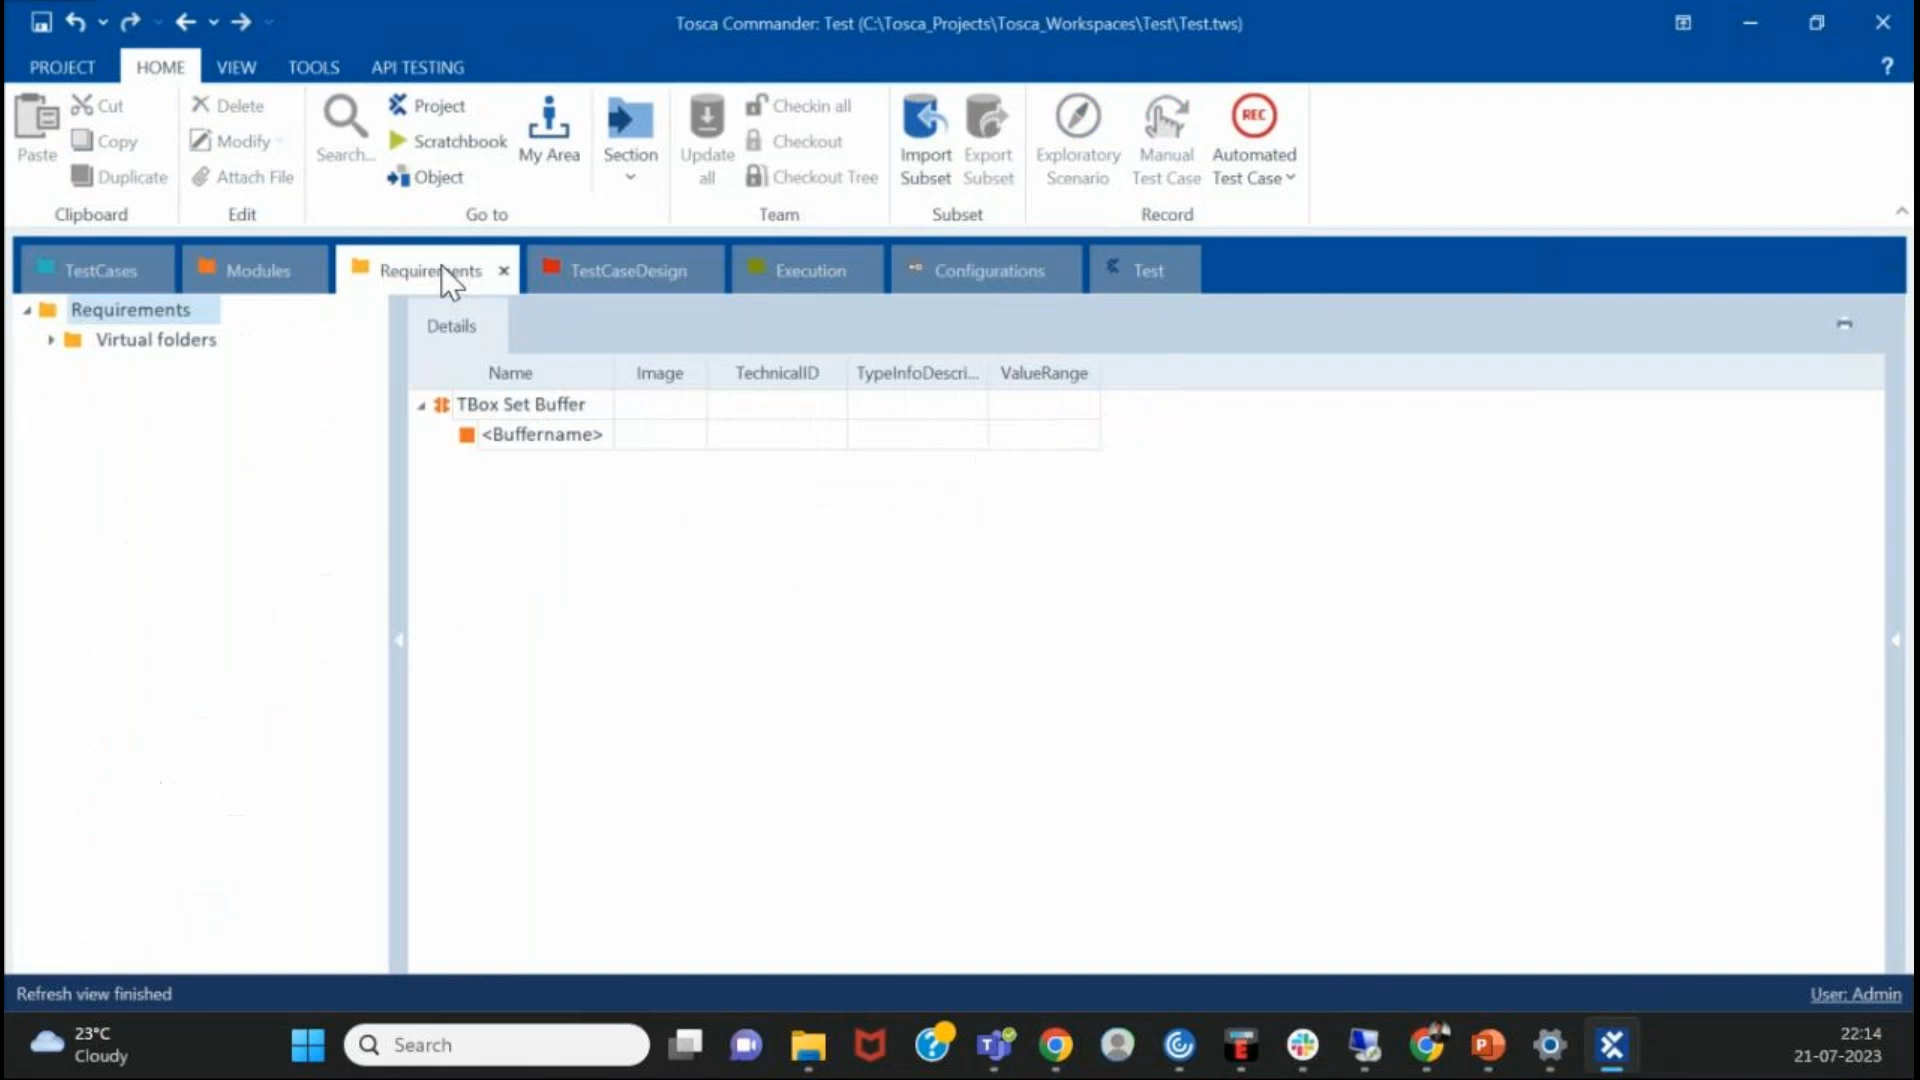 Tosca Commander: Test (C:\Tosca_Projects\Tosca_Workspaces\Test\Test.tws)
PROJECT HOME VIEW TOOLS API TESTING ?
Paste
Cut
Copy
Duplicate
Clipboard
Delete
Modify
Attach File
Edit
Search...
Project
Scratchbook
Object
My Area
Section
Go to
Update all
Checkin all
Checkout
Checkout Tree
Team
Import Subset
Export Subset
Subset
Exploratory Scenario
Manual Test Case
REC
Automated Test Case
Record
TestCases Modules Requirements TestCaseDesign Execution Configurations Test
Requirements
Virtual folders
Details
Name Image TechnicalID TypeInfoDescri... ValueRange
TBox Set Buffer
<Buffername>
Refresh view finished User: Admin
23°C
Cloudy
Search
22:14
21-07-2023